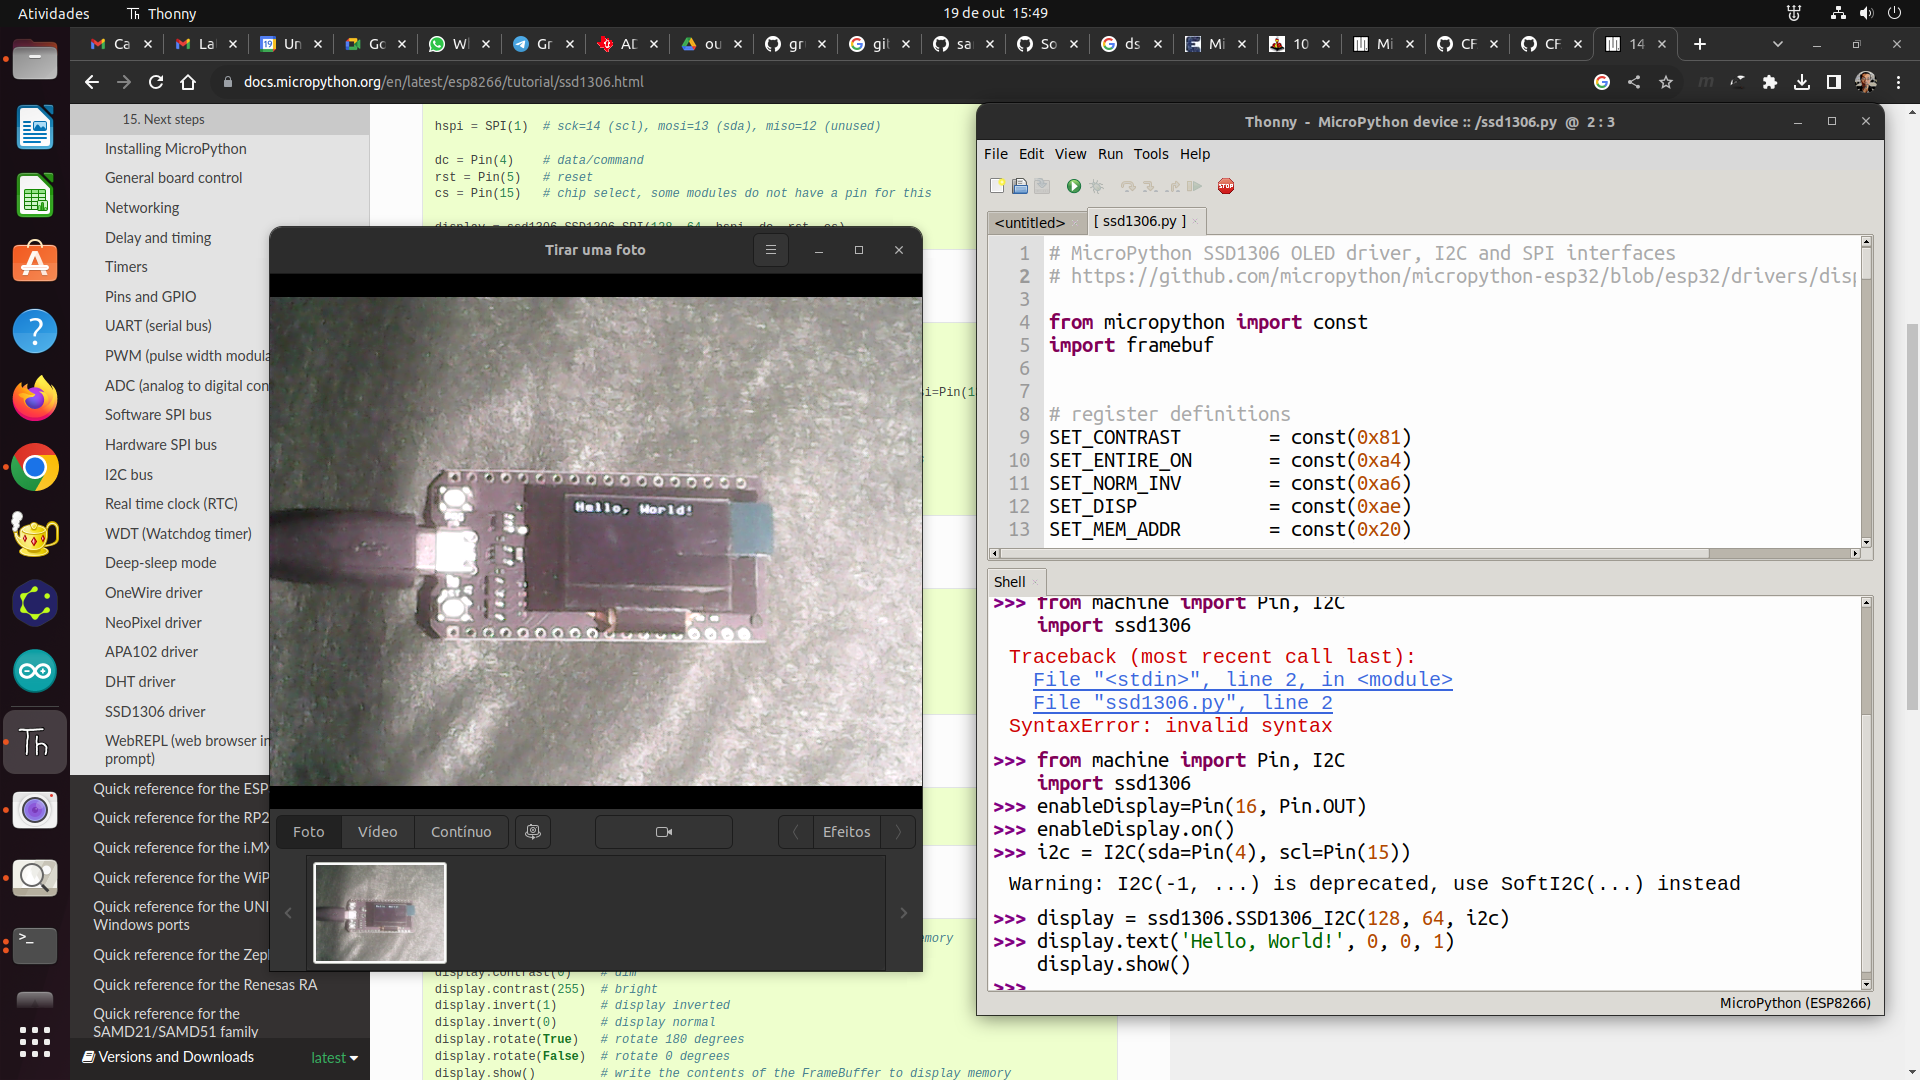 Atividades
Thonny
19 de out 15:49
Ca
La
Un
Go
Wl
Gr
AD
ou
gr
git
sa
So
ds
Mi
10
Mi
CF
CF
14
docs.micropython.org/en/latest/esp8266/tutorial/ssd1306.html
15. Next steps
Installing MicroPython
General board control
Networking
Delay and timing
Timers
Pins and GPIO
UART (serial bus)
PWM (pulse width modula
ADC (analog to digital con
Software SPI bus
Hardware SPI bus
I2C bus
Real time clock (RTC)
WDT (Watchdog timer)
Deep-sleep mode
OneWire driver
NeoPixel driver
APA102 driver
DHT driver
SSD1306 driver
WebREPL (web browser in
prompt)
Quick reference for the ESP
Quick reference for the RP2
Quick reference for the i.MX
Quick reference for the WiP
Quick reference for the UNI
Windows ports
Quick reference for the Zepl
Quick reference for the Renesas RA
Quick reference for the
SAMD21/SAMD51 family
Versions and Downloads
latest
hspi = SPI(1)  # sck=14 (scl), mosi=13 (sda), miso=12 (unused)
dc = Pin(4)    # data/command
rst = Pin(5)   # reset
cs = Pin(15)   # chip select, some modules do not have a pin for this
display = ssd1306.SSD1306_SPI(128, 64, hspi, dc, rst, cs)
i=Pin(1
mory
display.contrast(0)    # dim
display.contrast(255)  # bright
display.invert(1)      # display inverted
display.invert(0)      # display normal
display.rotate(True)   # rotate 180 degrees
display.rotate(False)  # rotate 0 degrees
display.show()         # write the contents of the FrameBuffer to display memory
Tirar uma foto
Hello, World!
Foto
Vídeo
Contínuo
Efeitos
Thonny - MicroPython device :: /ssd1306.py @ 2 : 3
File Edit View Run Tools Help
STOP
<untitled>
[ ssd1306.py ]
1 # MicroPython SSD1306 OLED driver, I2C and SPI interfaces
2 # https://github.com/micropython/micropython-esp32/blob/esp32/drivers/disp
3
4 from micropython import const
5 import framebuf
6
7
8 # register definitions
9 SET_CONTRAST        = const(0x81)
10 SET_ENTIRE_ON       = const(0xa4)
11 SET_NORM_INV        = const(0xa6)
12 SET_DISP            = const(0xae)
13 SET_MEM_ADDR        = const(0x20)
Shell
>>> from machine import Pin, I2C
import ssd1306
Traceback (most recent call last):
File "<stdin>", line 2, in <module>
File "ssd1306.py", line 2
SyntaxError: invalid syntax
>>> from machine import Pin, I2C
import ssd1306
>>> enableDisplay=Pin(16, Pin.OUT)
>>> enableDisplay.on()
>>> i2c = I2C(sda=Pin(4), scl=Pin(15))
Warning: I2C(-1, ...) is deprecated, use SoftI2C(...) instead
>>> display = ssd1306.SSD1306_I2C(128, 64, i2c)
>>> display.text('Hello, World!', 0, 0, 1)
display.show()
>>>
MicroPython (ESP8266)